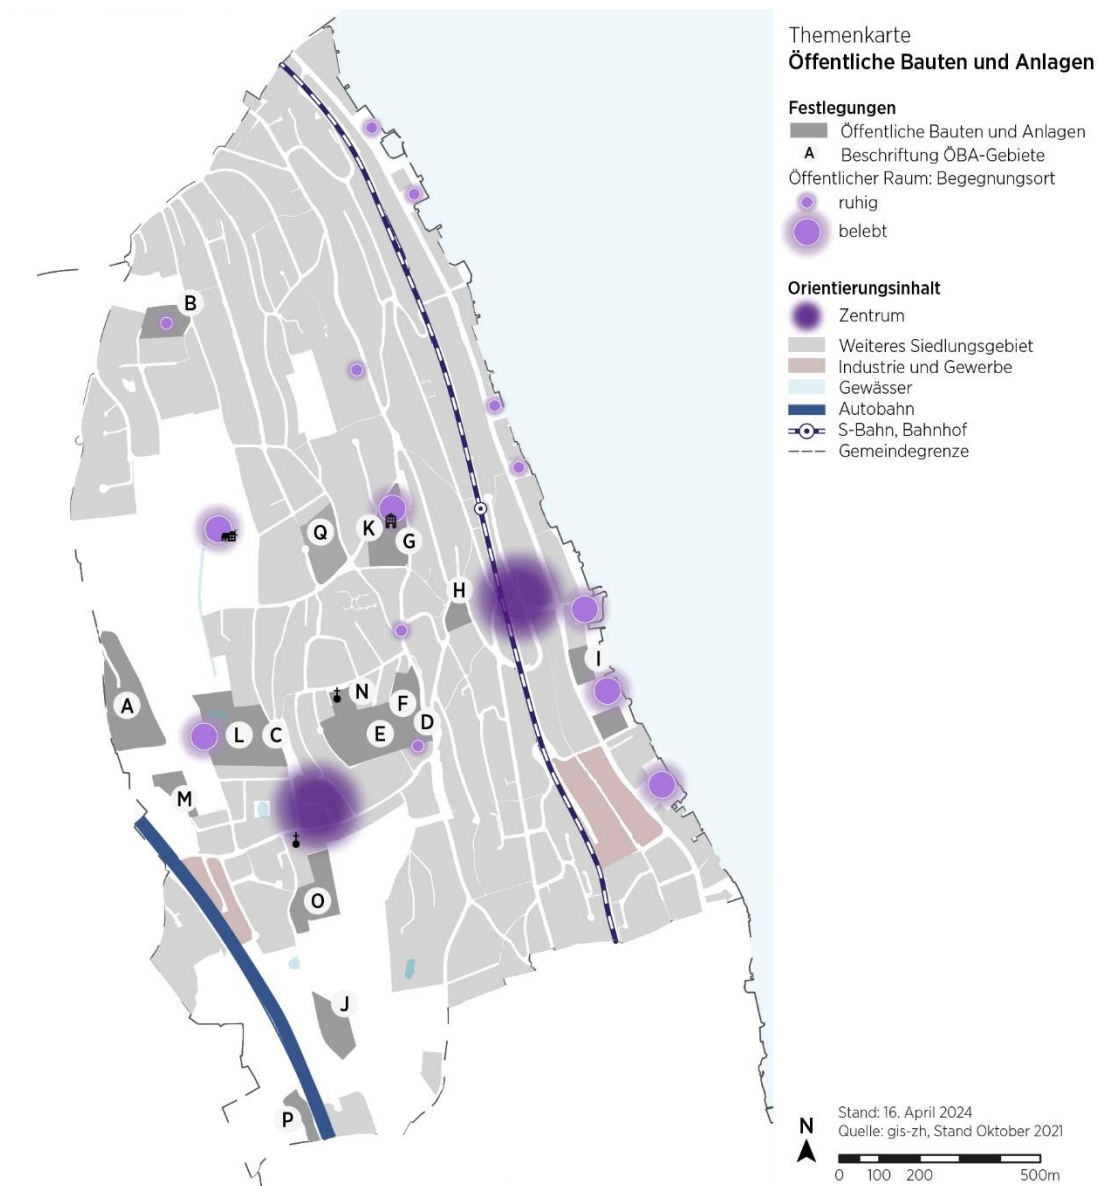 Themenkarte
Öffentliche Bauten und Anlagen
Festlegungen
Öffentliche Bauten und Anlagen
A Beschriftung ÖBA-Gebiete
Öffentlicher Raum: Begegnungsort
ruhig
belebt
Orientierungsinhalt
Zentrum
Weiteres Siedlungsgebiet
Industrie und Gewerbe
Gewässer
Autobahn
S-Bahn, Bahnhof
Gemeindegrenze
B
Q
K
G
H
I
A
N
F
D
L
C
E
M
O
J
P
Stand: 16. April 2024
Quelle: gis-zh, Stand Oktober 2021
N
0 100 200 500m